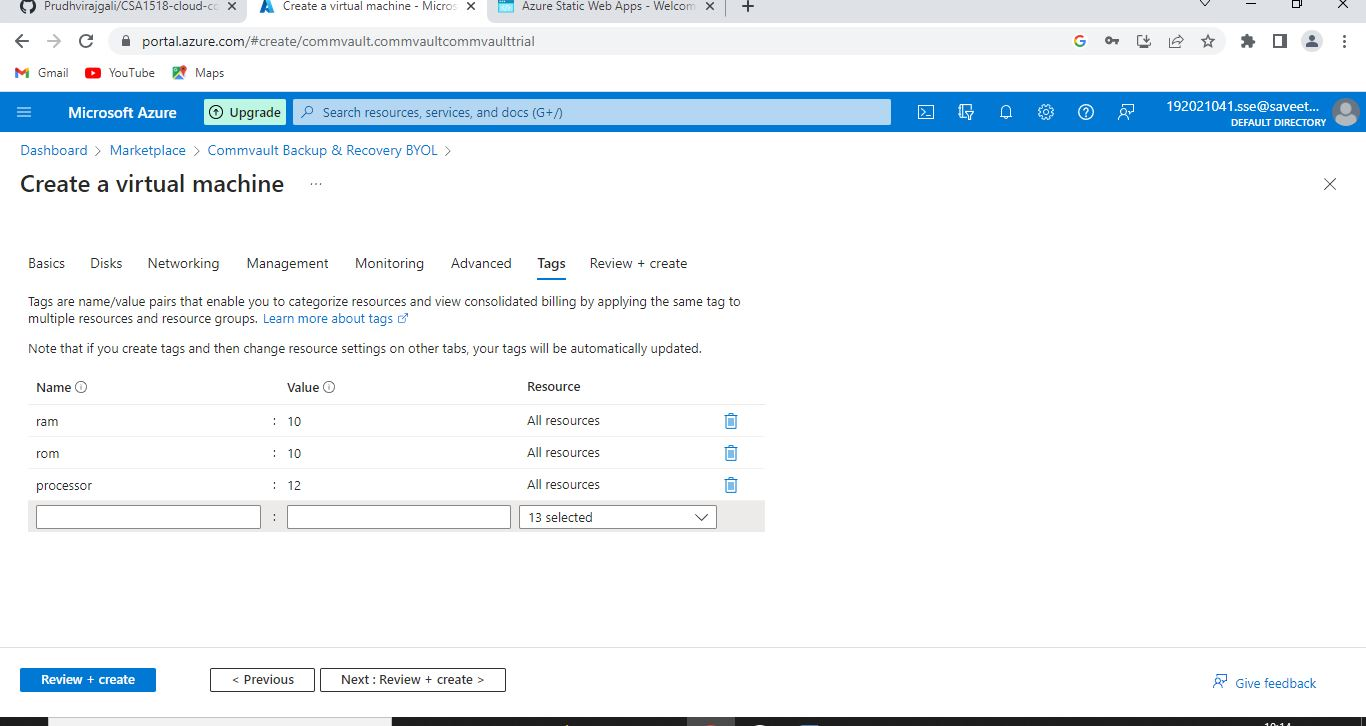 Prudhvirajgali/CSA1518-cloud-co
Create a virtual machine - Micros
Azure Static Web Apps - Welcom
portal.azure.com/#create/commvault.commvaultcommvaulttrial
Gmail YouTube Maps
Microsoft Azure Upgrade Search resources, services, and docs (G+/) 192021041.sse@saveet...
DEFAULT DIRECTORY
Dashboard > Marketplace > Commvault Backup & Recovery BYOL >
Create a virtual machine ...
Basics Disks Networking Management Monitoring Advanced Tags Review + create
Tags are name/value pairs that enable you to categorize resources and view consolidated billing by applying the same tag to
multiple resources and resource groups. Learn more about tags
Note that if you create tags and then change resource settings on other tabs, your tags will be automatically updated.
Name Value Resource
ram : 10 All resources
rom : 10 All resources
processor : 12 All resources
: 13 selected
Review + create < Previous Next : Review + create > Give feedback